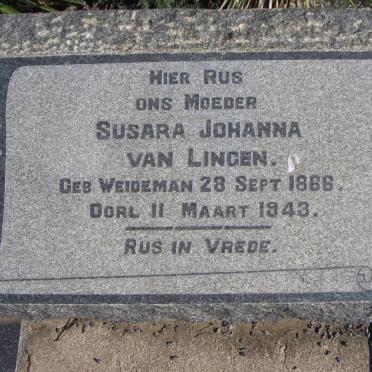 HIER RUS
ONS MOEDER
SUSARA JOHANNA
VAN LINGEN.
GEB WEIDEMAN 23 SEPT 1866.
OORL 11 MAART 1943.
RUS IN VREDE.